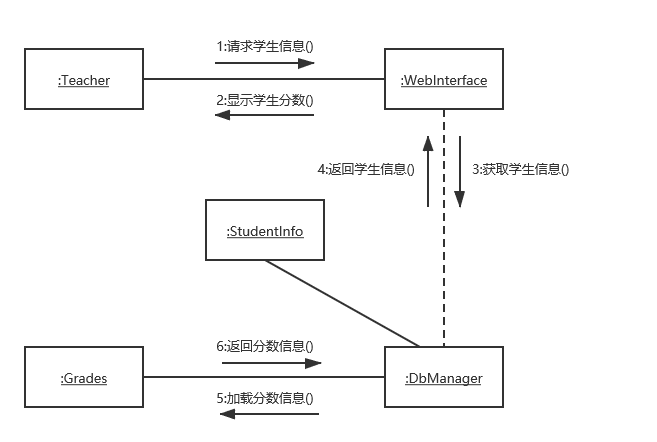 1:请求学生信息()
:Teacher
:WebInterface
2:显示学生分数()
4:返回学生信息()
3:获取学生信息()
:StudentInfo
6:返回分数信息()
:Grades
:DbManager
5:加载分数信息()